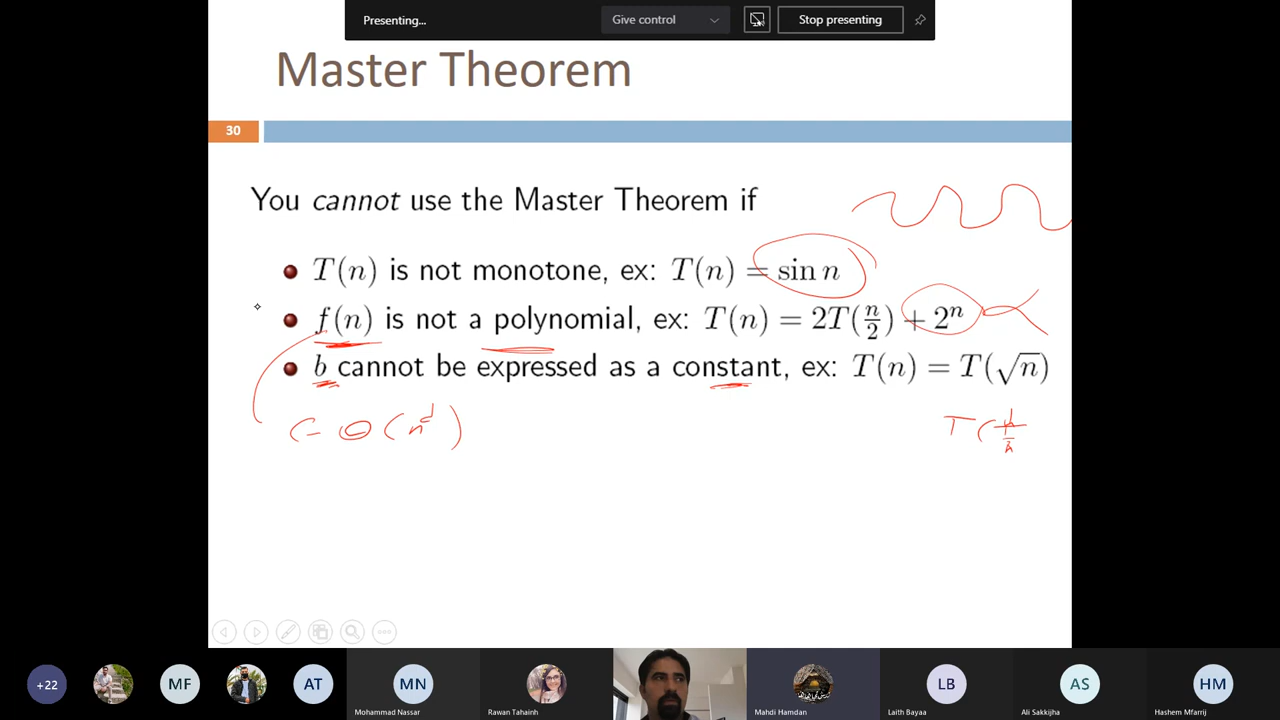 Presenting...
Give control
Stop presenting
Master Theorem
30
You cannot use the Master Theorem if
T(n) is not monotone, ex: T(n) = sin n
f(n) is not a polynomial, ex: T(n) = 2T(n/2) + 2ⁿ
b cannot be expressed as a constant, ex: T(n) = T(√n)
Θ(n^d)
+22
MF
AT
MN
LB
AS
HM
Mohammad Nassar
Rawan Tahainh
Mahdi Hamdan
Laith Bayaa
Ali Sakkijha
Hashem Mfarrij